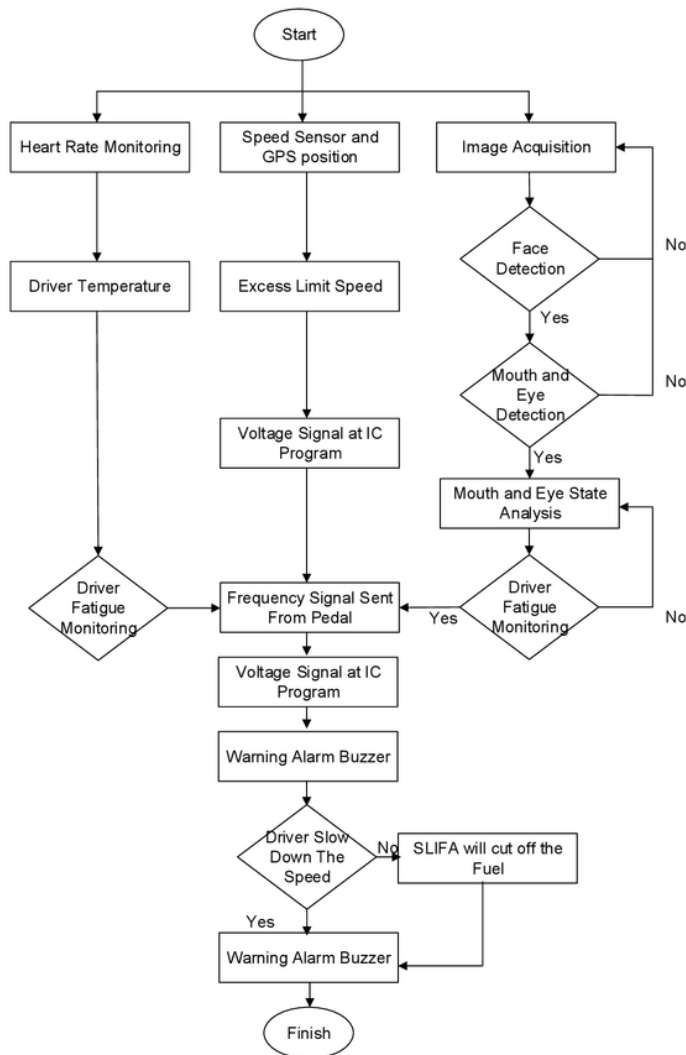 Start
Heart Rate Monitoring
Speed Sensor and
GPS position
Image Acquisition
Face
Detection
No
Yes
Driver Temperature
Excess Limit Speed
Mouth and
Eye
Detection
No
Yes
Voltage Signal at IC
Program
Mouth and Eye State
Analysis
Driver
Fatigue
Monitoring
Frequency Signal Sent
From Pedal
Yes
Driver
Fatigue
Monitoring
No
Voltage Signal at IC
Program
Warning Alarm Buzzer
Driver Slow
Down The
Speed
No
SLIFA will cut off the
Fuel
Yes
Warning Alarm Buzzer
Finish